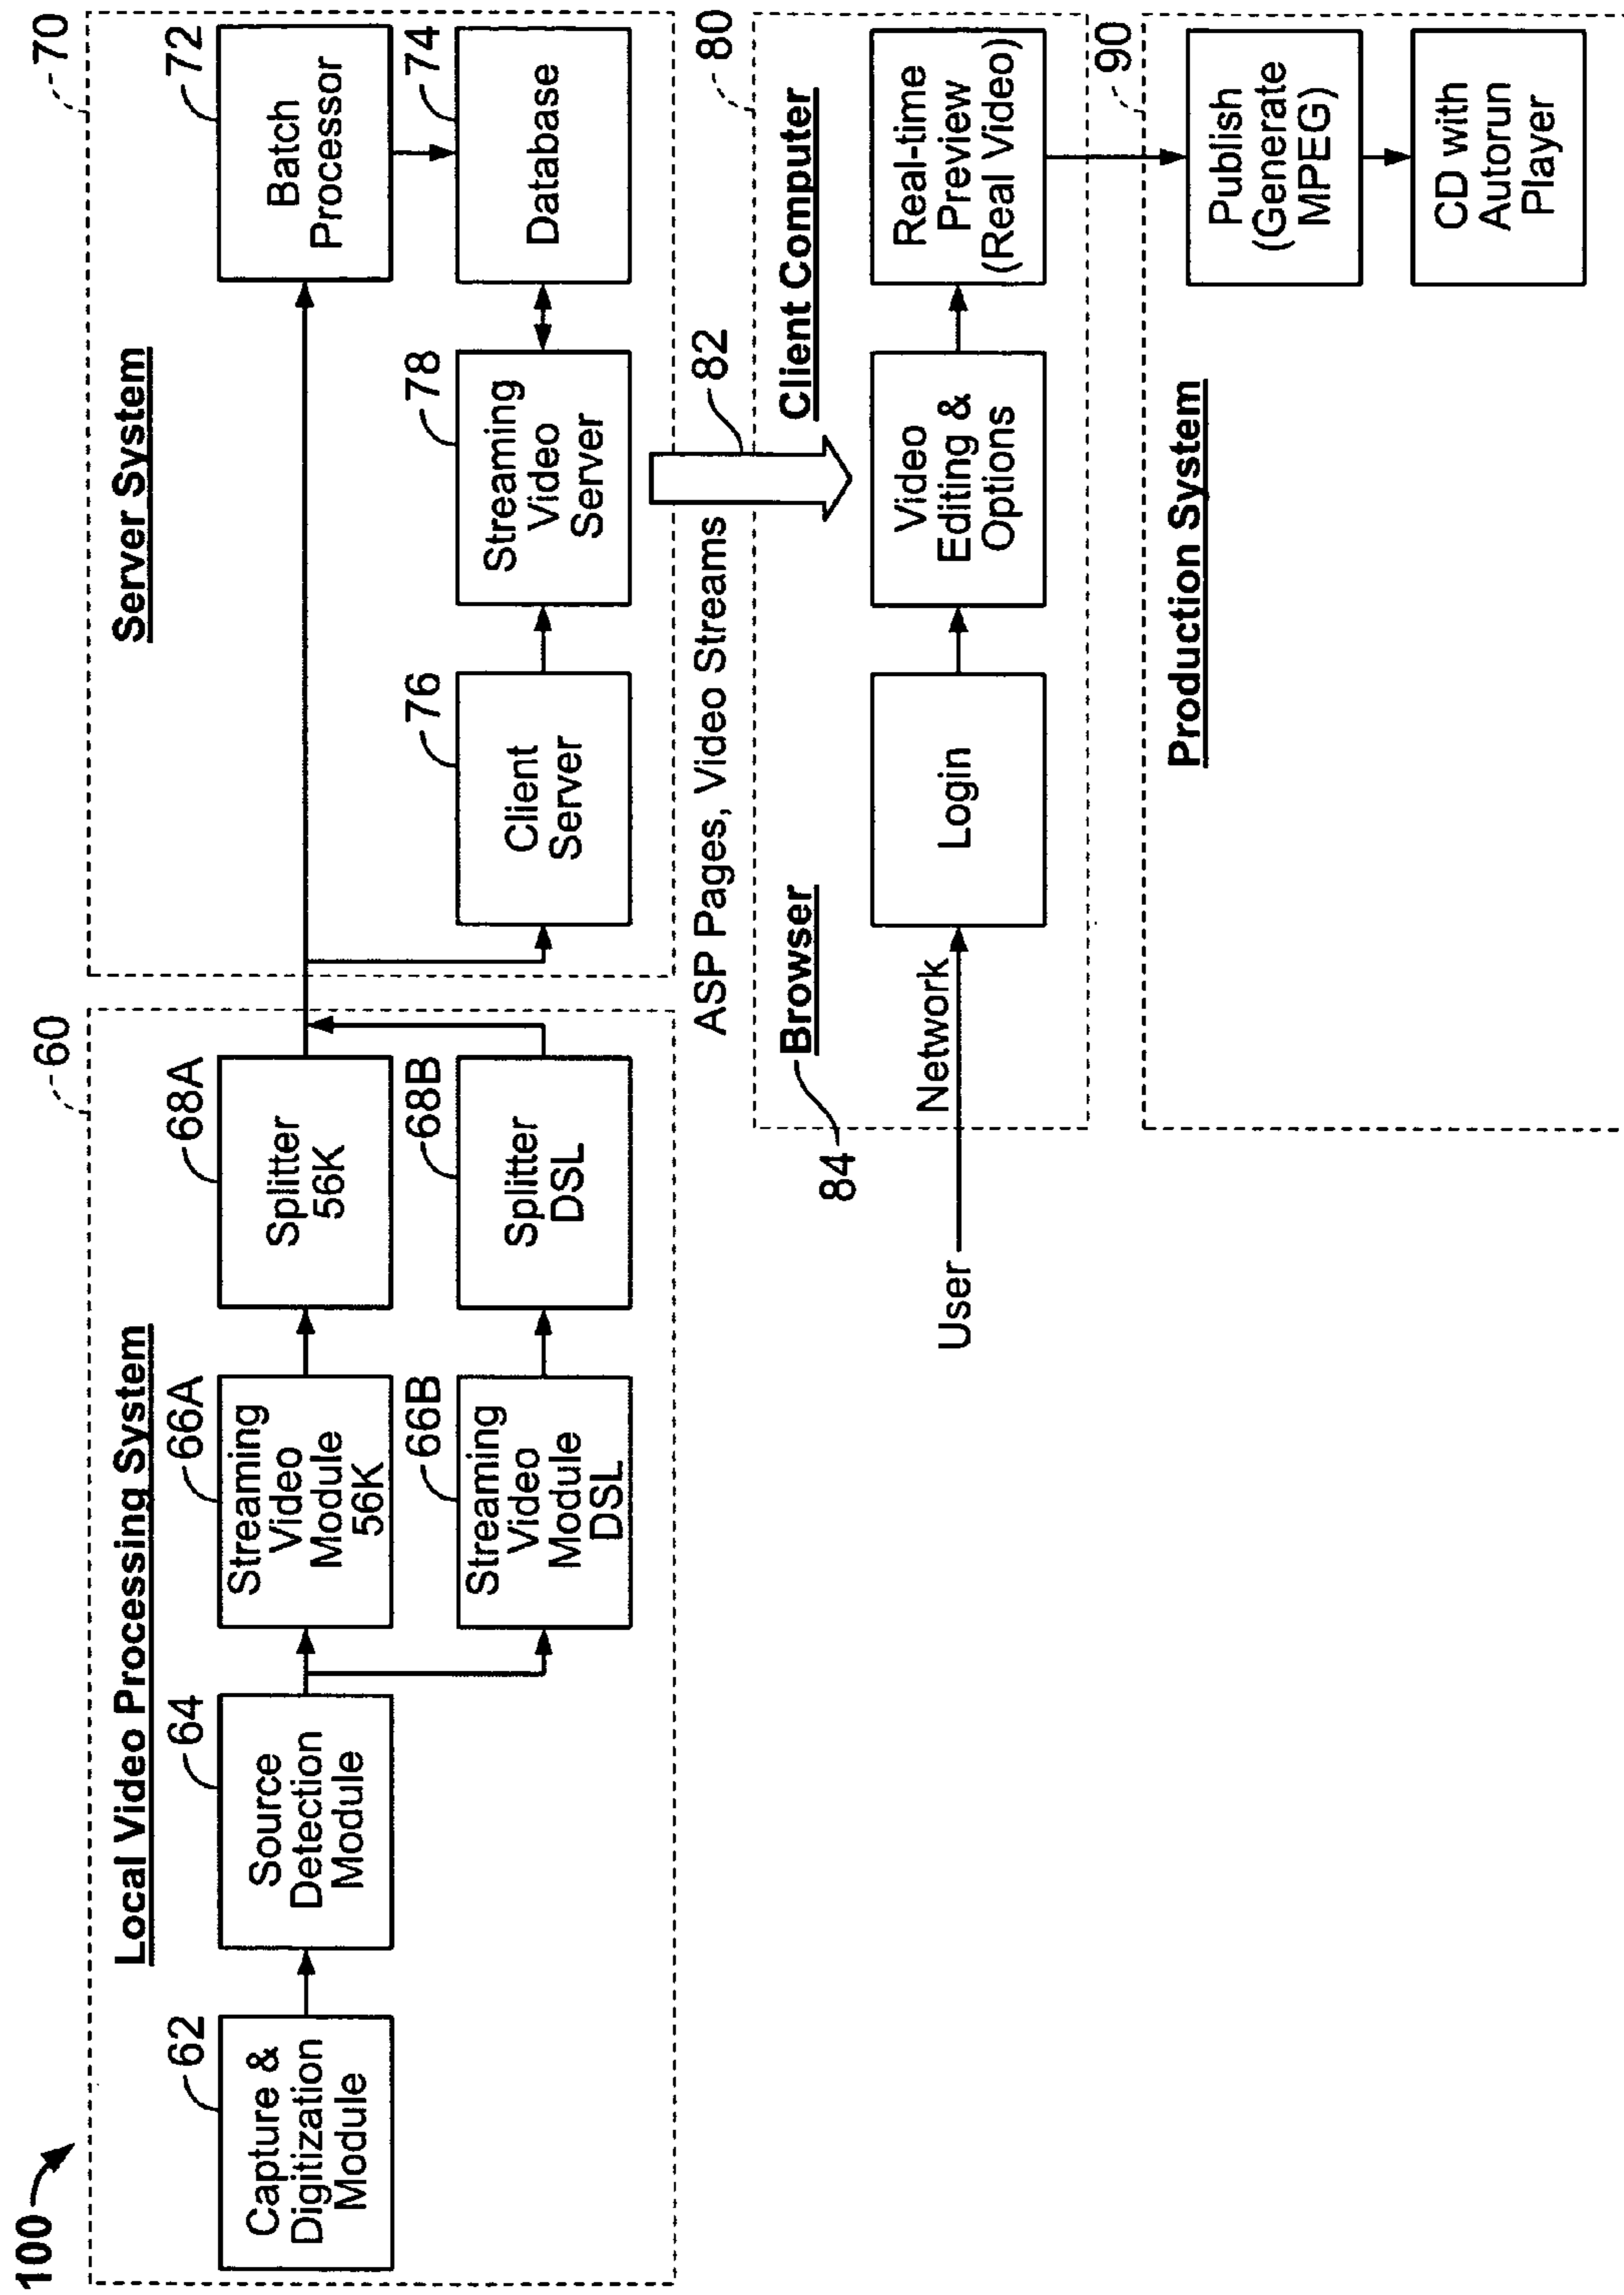 100
60
Local Video Processing System
62
Capture &
Digitization
Module
64
Source
Detection
Module
66A
Streaming
Video
Module
56K
68A
Splitter
56K
66B
Streaming
Video
Module
DSL
68B
Splitter
DSL
70
Server System
72
Batch
Processor
74
Database
76
Client
Server
78
Streaming
Video
Server
ASP Pages, Video Streams
82
80
84
Browser
Client Computer
User
Network
Login
Video
Editing &
Options
Real-time
Preview
(Real Video)
90
Production System
Publish
(Generate
MPEG)
CD with
Autorun
Player